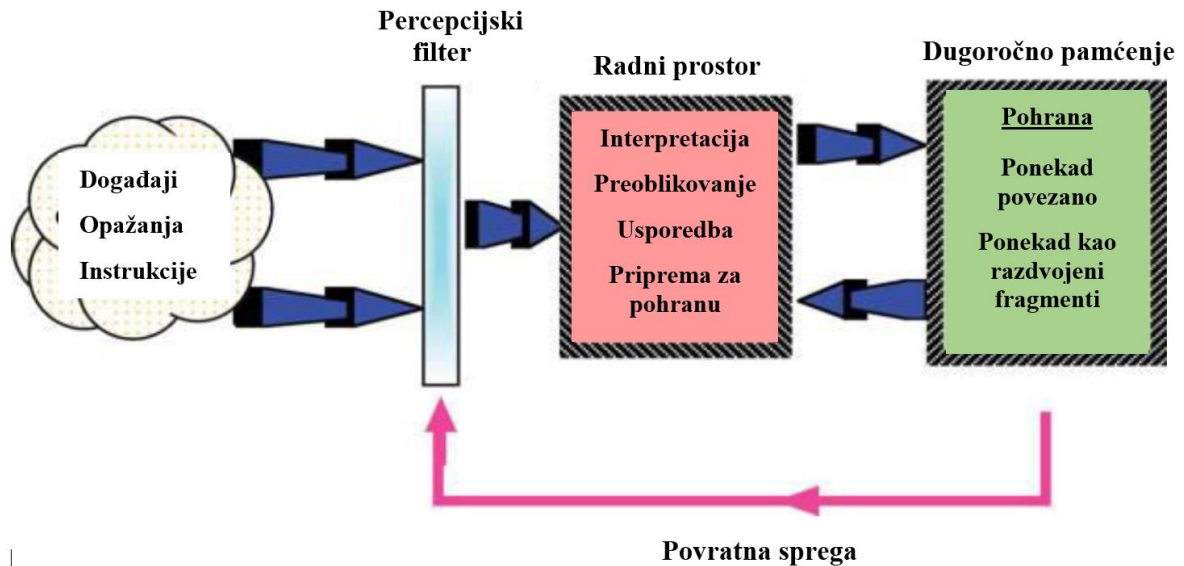 Percepcijski
filter
Radni prostor
Dugoročno pamćenje
Događaji
Opažanja
Instrukcije
Interpretacija
Preoblikovanje
Usporedba
Priprema za
pohranu
Pohrana
Ponekad
povezano
Ponekad kao
razdvojeni
fragmenti
Povratna sprega